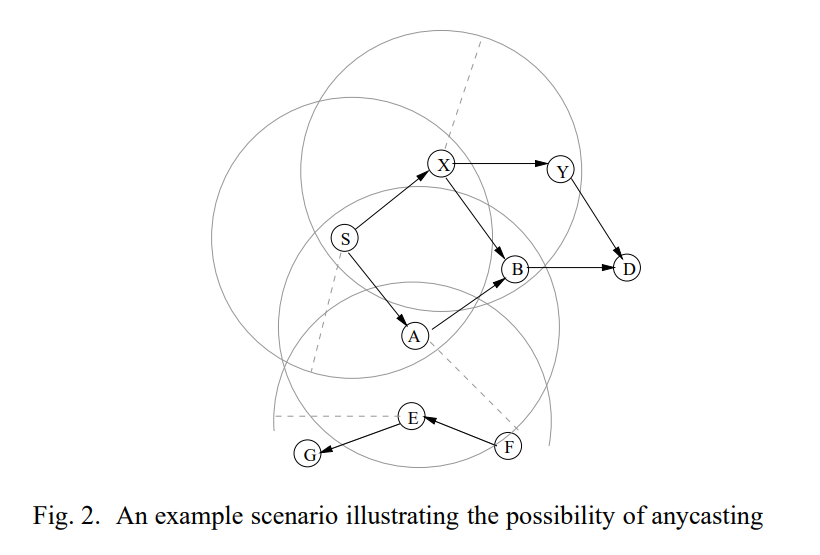 X
Y
S
B
D
A
E
G
F
Fig. 2. An example scenario illustrating the possibility of anycasting